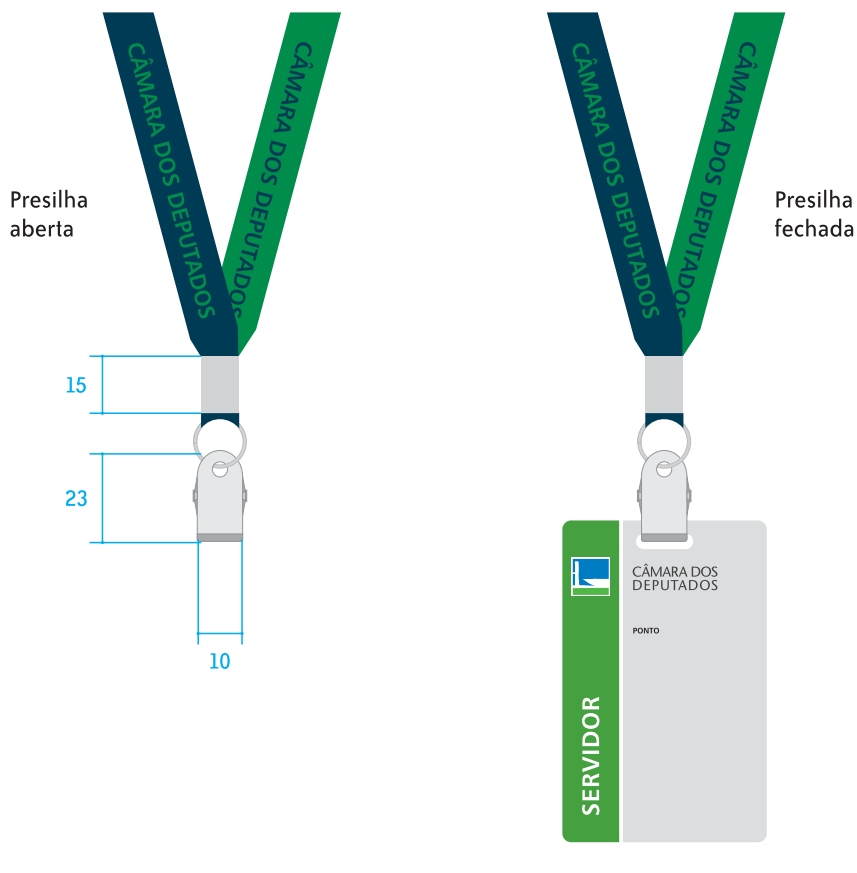 CÂMARA DOS DEPUTADOS
CÂMARA DOS DEPUTADOS
CÂMARA DOS DEPUTADOS
CÂMARA DOS DEPUTADOS
Presilha
aberta
Presilha
fechada
15
23
10
CÂMARA DOS
DEPUTADOS
PONTO
SERVIDOR